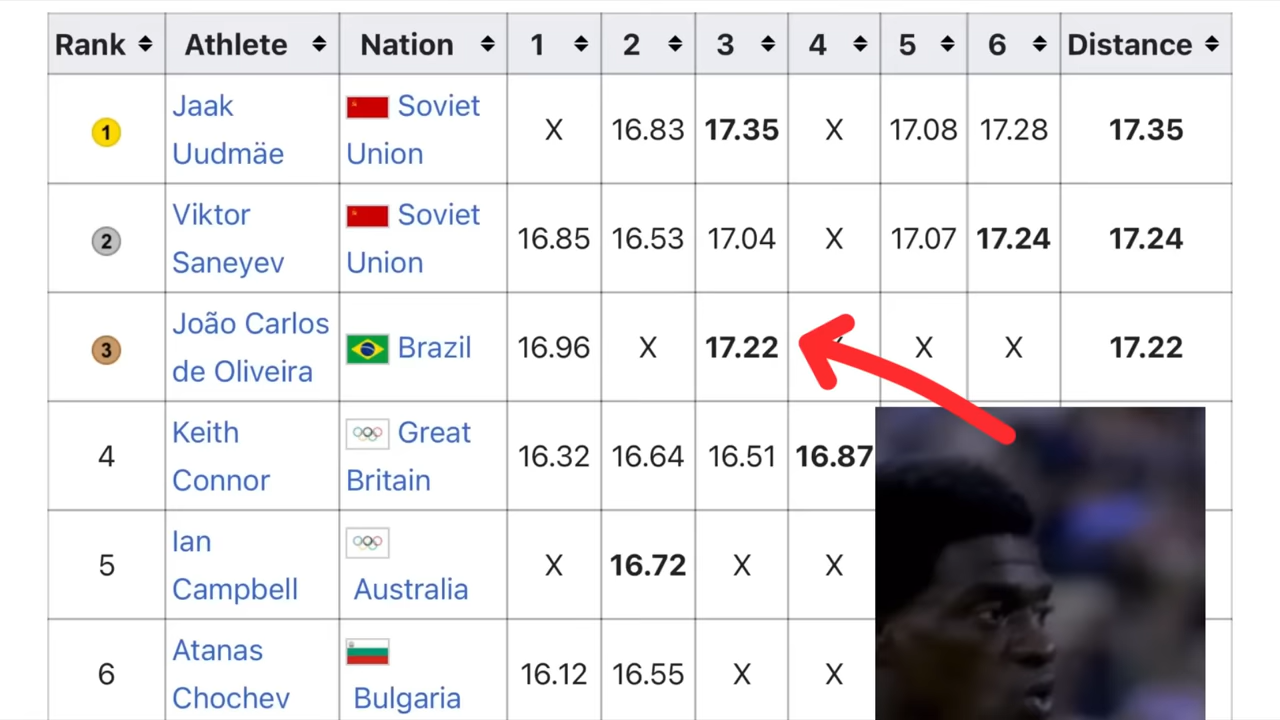 Rank Athlete Nation 1 2 3 4 5 6 Distance
1 Jaak Uudmäe Soviet Union X 16.83 17.35 X 17.08 17.28 17.35
2 Viktor Saneyev Soviet Union 16.85 16.53 17.04 X 17.07 17.24 17.24
3 João Carlos de Oliveira Brazil 16.96 X 17.22 X X 17.22
4 Keith Connor Great Britain 16.32 16.64 16.51 16.87
5 Ian Campbell Australia X 16.72 X X
6 Atanas Chochev Bulgaria 16.12 16.55 X X